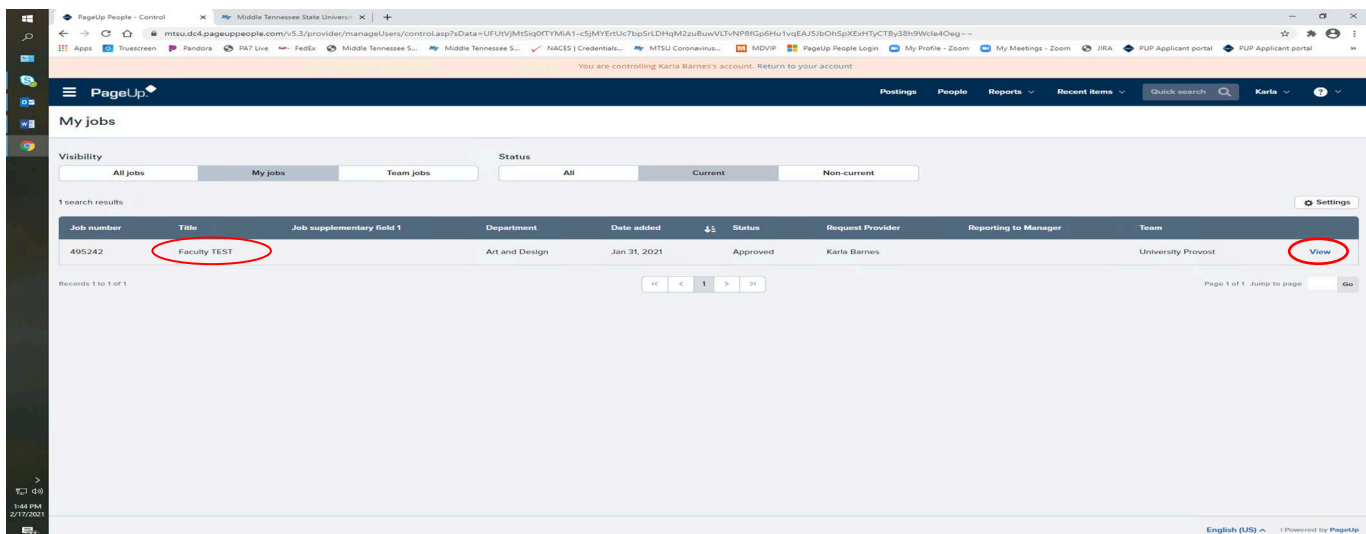 PageUp People - Control
Middle Tennessee State Universi
mtsu.dc4.pageuppeople.com/v5.3/provider/manageUsers/control.asp?
Apps Truescreen Pandora PA7 Live FedEx Middle Tennessee S... Middle Tennessee S... NACES | Credentials... MTSU Coronavirus... MDVIP PageUp People Login My Profile - Zoom My Meetings - Zoom JIRA PUP Applicant portal PUP Applicant portal »
You are controlling Karla Barnes's account. Return to your account
PageUp. Postings People Reports Recent items Quick search Karla ?
My jobs
Visibility Status
All jobs My jobs Team jobs All Current Non-current
1 search results Settings
Job number Title Job supplementary field 1 Department Date added Status Request Provider Reporting to Manager Team
495242 Faculty TEST Art and Design Jan 31, 2021 Approved Karla Barnes University Provost View
Records 1 to 1 of 1 1 Page 1 of 1 Jump to page Go
1:44 PM
2/17/2021
English (US) Powered by PageUp